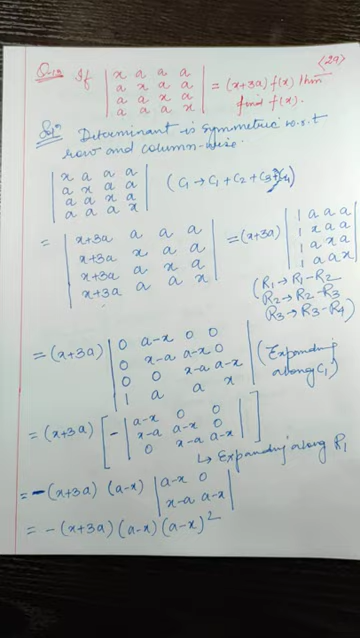 <29>
Q.12 If | x a a a |
| a x a a |
| a a x a |
| a a a x | = (x+3a) f(x) then
find f(x).
Solⁿ Determinant is symmetric w.r.t
row and column-wise.
| x a a a |
| a x a a |
| a a x a |
| a a a x | (C₁ → C₁ + C₂ + C₃ + C₄)
= | x+3a a a a |
| x+3a x a a |
| x+3a a x a |
| x+3a a a x | = (x+3a) | 1 a a a |
| 1 x a a |
| 1 a x a |
| 1 a a x |
(R₁ → R₁ - R₂
R₂ → R₂ - R₃
R₃ → R₃ - R₄)
= (x+3a) | 0 a-x 0 0 |
| 0 x-a a-x 0 |
| 0 0 x-a a-x |
| 1 a a x | (Expanding
along C₁)
= (x+3a) [ - | a-x 0 0 |
| x-a a-x 0 |
| 0 x-a a-x | ]
↳ Expanding along R₁
= - (x+3a) (a-x) | a-x 0 |
| x-a a-x |
= - (x+3a) (a-x) (a-x)²